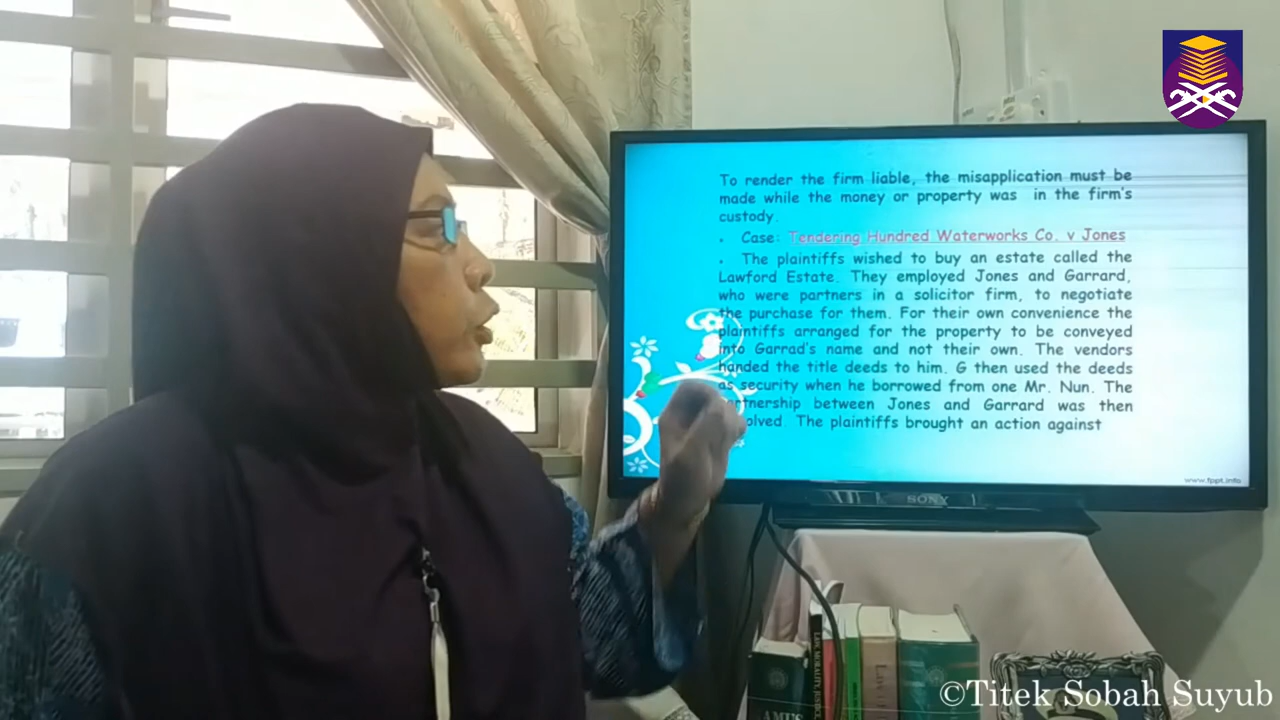 To render the firm liable, the misapplication must be
made while the money or property was in the firm's
custody.
• Case: Tendering Hundred Waterworks Co. v Jones
• The plaintiffs wished to buy an estate called the
Lawford Estate. They employed Jones and Garrard,
who were partners in a solicitor firm, to negotiate
the purchase for them. For their own convenience the
plaintiffs arranged for the property to be conveyed
into Garrad's name and not their own. The vendors
handed the title deeds to him. G then used the deeds
as security when he borrowed from one Mr. Nun. The
partnership between Jones and Garrard was then
olved. The plaintiffs brought an action against
www.fppt.info
SONY
©Titek Sobah Suyub